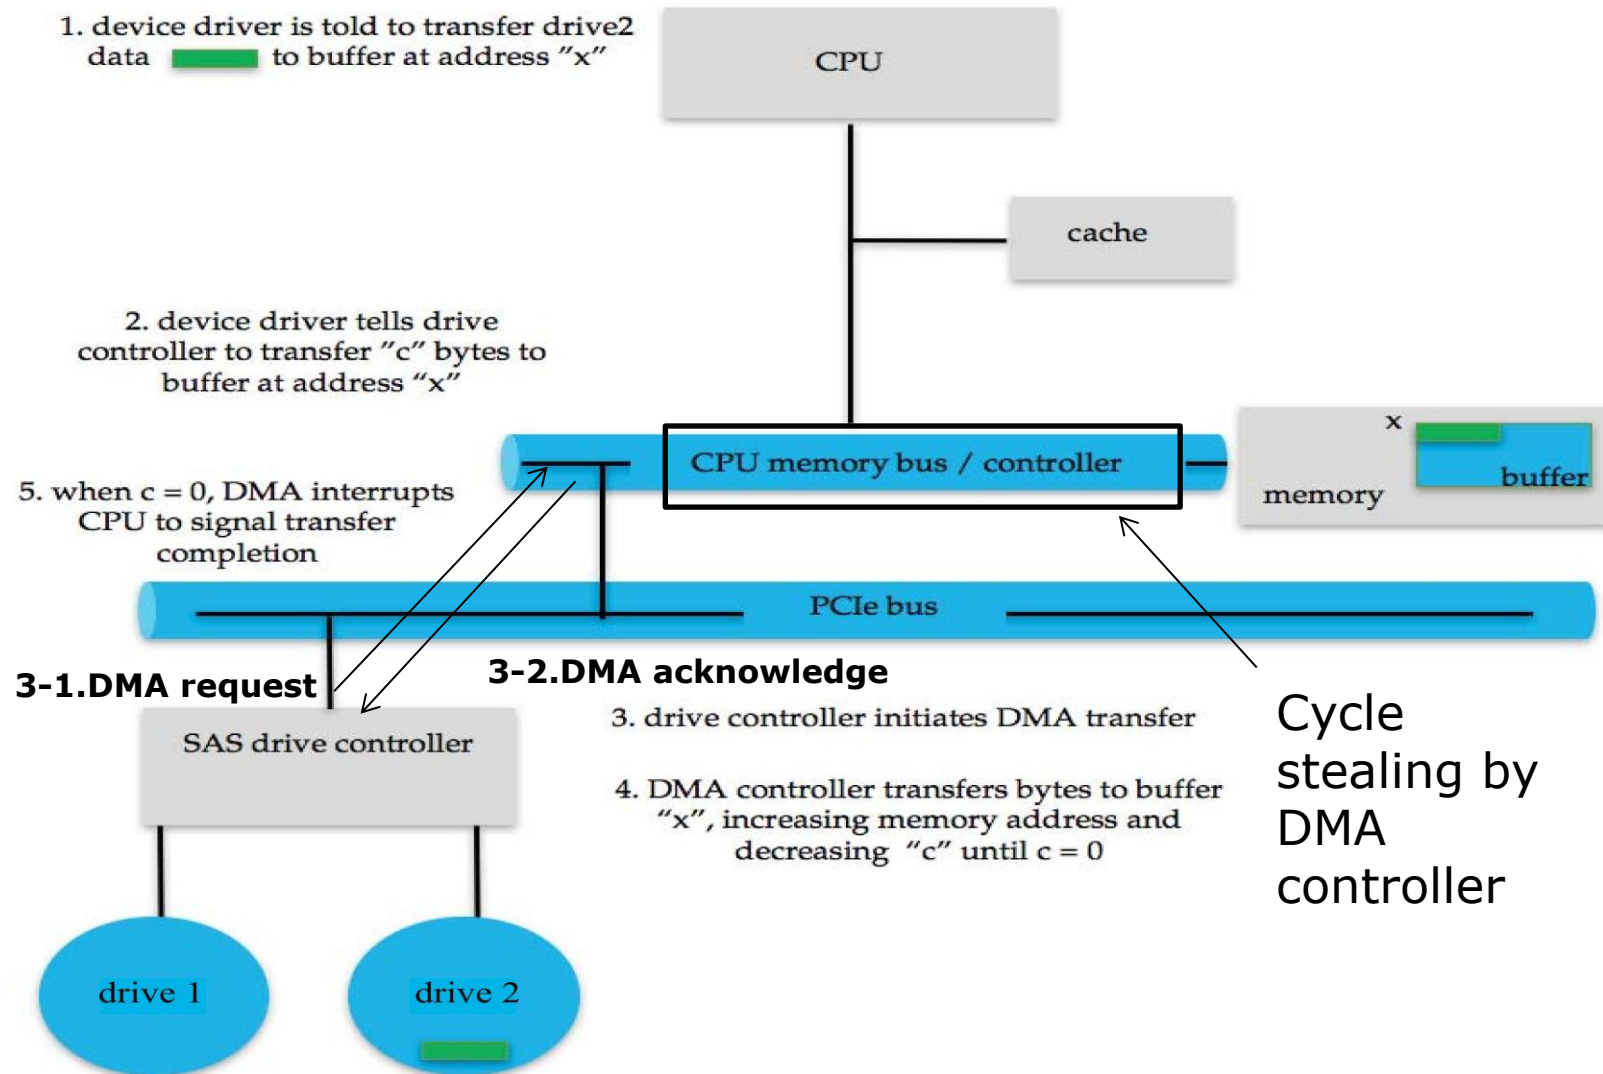 1. device driver is told to transfer drive2
data to buffer at address "x"
CPU
cache
2. device driver tells drive
controller to transfer "c" bytes to
buffer at address "x"
CPU memory bus / controller
x
buffer
memory
5. when c = 0, DMA interrupts
CPU to signal transfer
completion
PCIe bus
3-1.DMA request
3-2.DMA acknowledge
SAS drive controller
3. drive controller initiates DMA transfer
4. DMA controller transfers bytes to buffer
"x", increasing memory address and
decreasing "c" until c = 0
Cycle
stealing by
DMA
controller
drive 1
drive 2